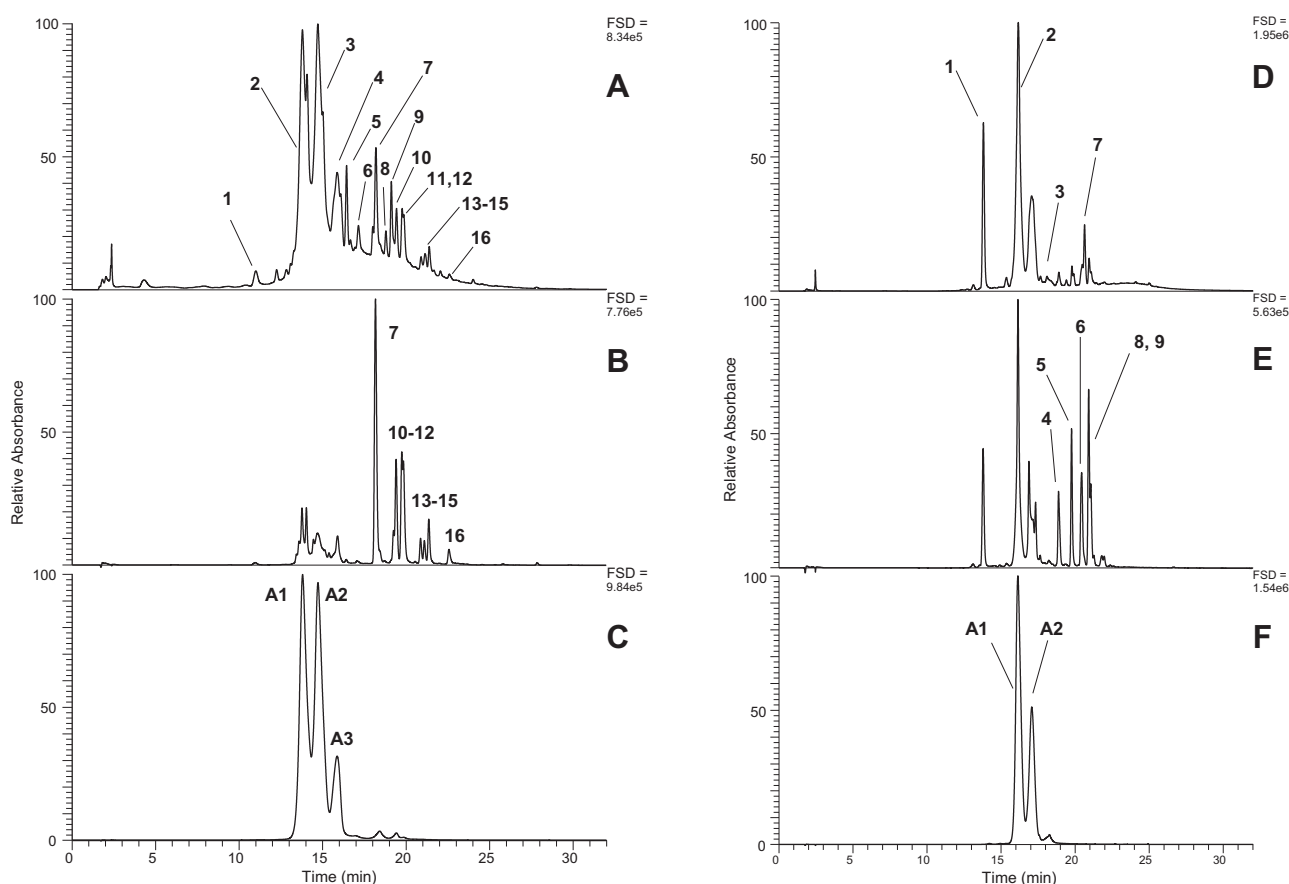 100
FSD =
8.34e5
3
A
2
4
7
5
9
50
6
8
10
11,12
1
13-15
16
100
FSD =
7.76e5
7
B
50
10-12
13-15
16
Relative Absorbance
100
FSD =
9.84e5
A1
A2
C
50
A3
0
0
5
10
15
20
25
30
Time (min)
100
FSD =
1.95e6
2
D
1
50
7
3
100
FSD =
5.63e5
6
8, 9
E
5
50
4
Relative Absorbance
100
FSD =
1.54e6
A1
A2
F
50
0
0
5
10
15
20
25
30
Time (min)